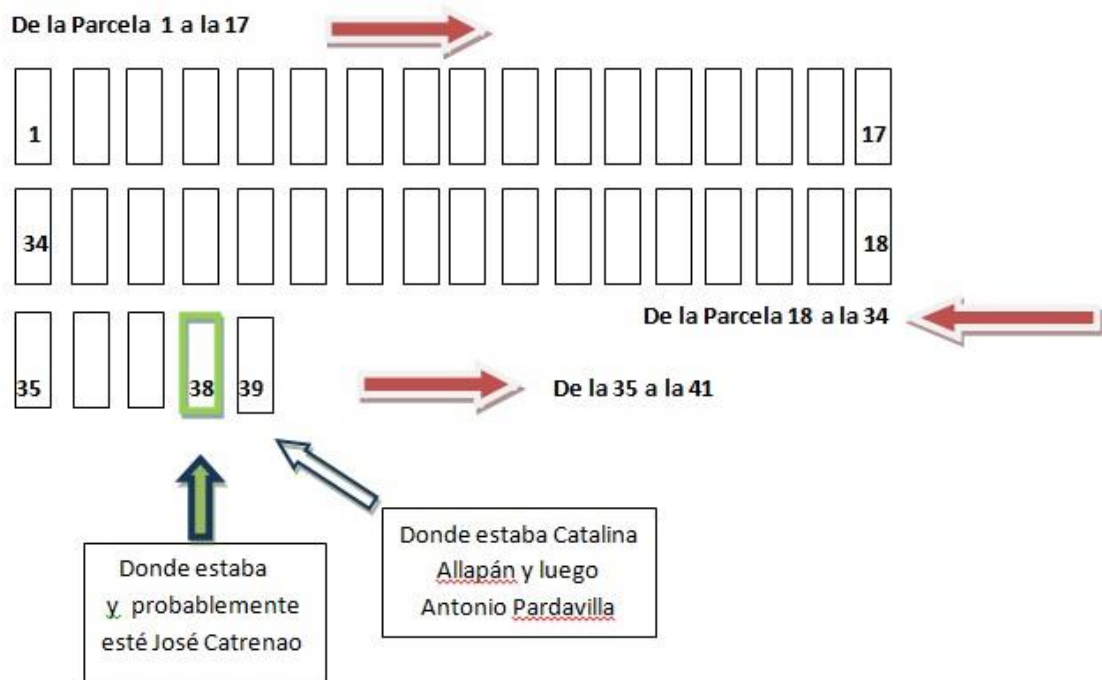 De la Parcela 1 a la 17
1
17
34
18
De la Parcela 18 a la 34
35
38
39
De la 35 a la 41
Donde estaba
y probablemente
esté José Catrenao
Donde estaba Catalina
Allapán y luego
Antonio Pardavilla